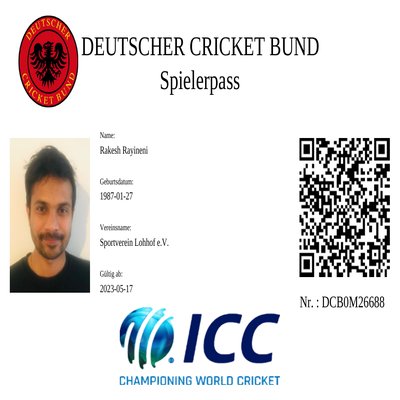 DEUTSCHER
CRICKET BUND
DEUTSCHER CRICKET BUND
Spielerpass
Name:
Rakesh Rayineni
Geburtsdatum:
1987-01-27
Vereinsname:
Sportverein Lohhof e.V.
Gültig ab:
2023-05-17
Nr. : DCB0M26688
ICC
CHAMPIONING WORLD CRICKET